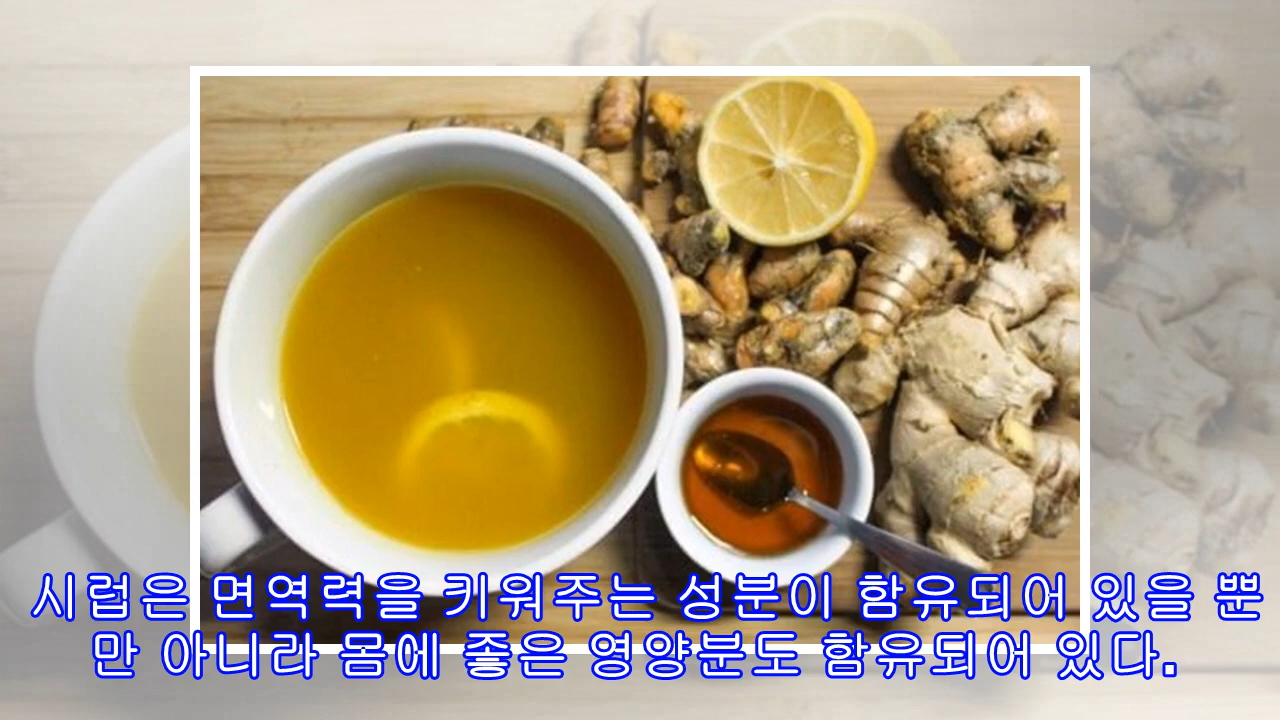 시럽은 면역력을 키워주는 성분이 함유되어 있을 뿐
만 아니라 몸에 좋은 영양분도 함유되어 있다.